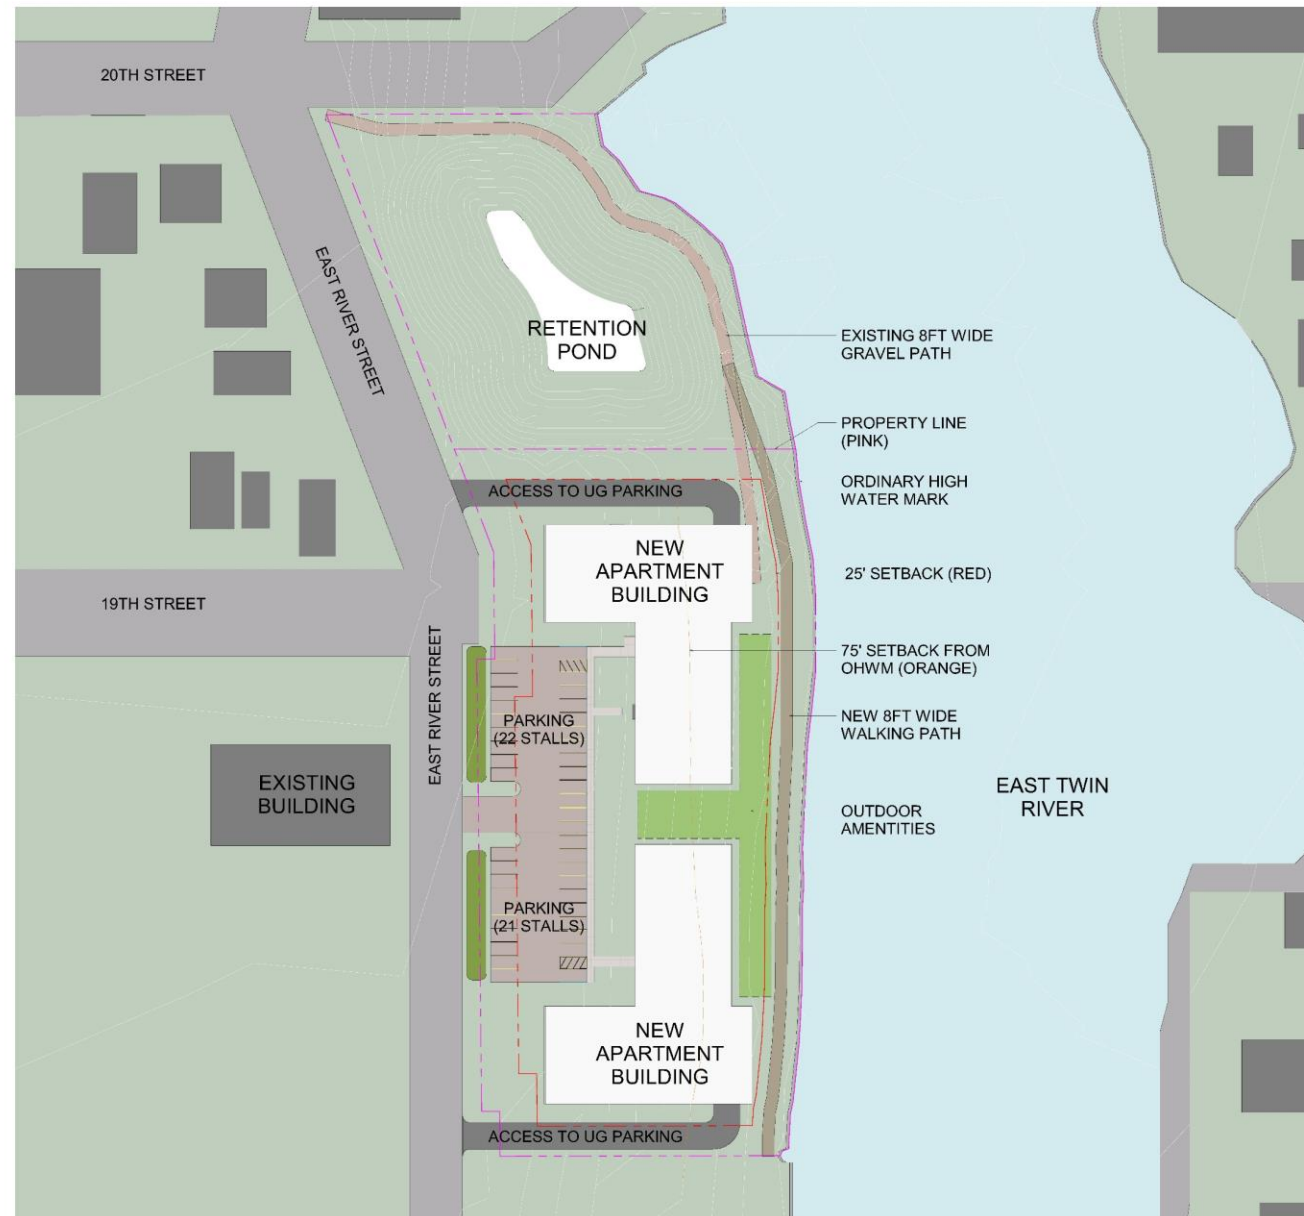 20TH STREET
EAST RIVER STREET
RETENTION
POND
EXISTING 8FT WIDE
GRAVEL PATH
PROPERTY LINE
(PINK)
ORDINARY HIGH
WATER MARK
ACCESS TO UG PARKING
NEW
APARTMENT
BUILDING
25' SETBACK (RED)
19TH STREET
EAST RIVER STREET
75' SETBACK FROM
OHWM (ORANGE)
NEW 8FT WIDE
WALKING PATH
PARKING
(22 STALLS)
EXISTING
BUILDING
EAST TWIN
RIVER
OUTDOOR
AMENTITIES
PARKING
(21 STALLS)
NEW
APARTMENT
BUILDING
ACCESS TO UG PARKING